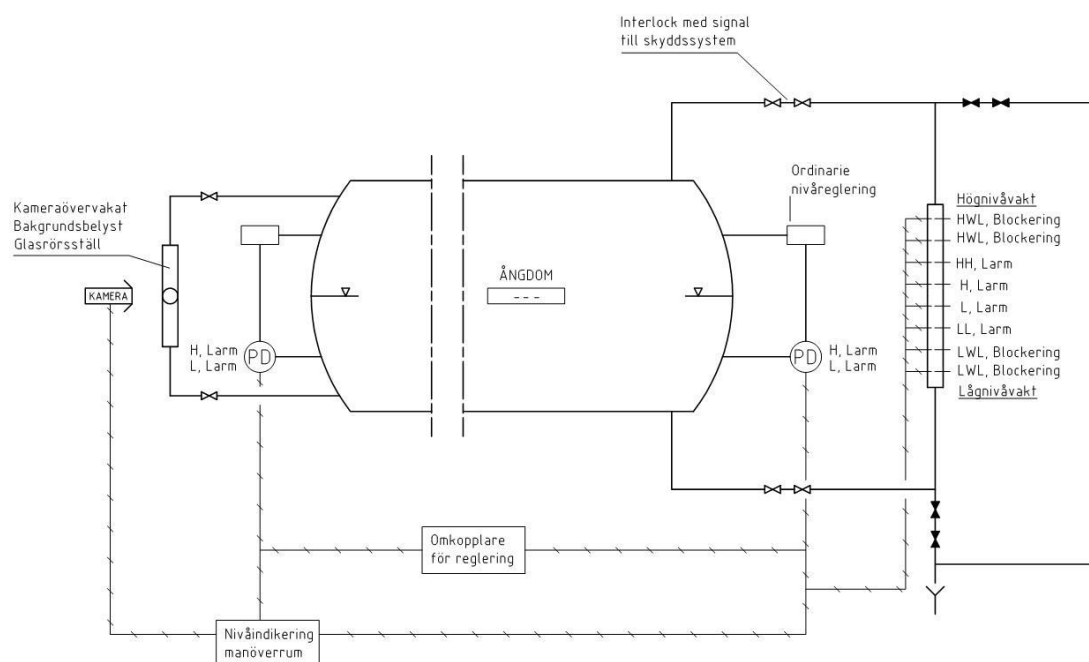 Interlock med signal
till skyddssystem
Ordinarie
nivåreglering
Kameraövervakat
Bakgrundsbelyst
Glasrörsställ
KAMERA
ÅNGDOM
- - -
Högnivåvakt
HWL, Blockering
HWL, Blockering
HH, Larm
H, Larm
L, Larm
LL, Larm
LWL, Blockering
LWL, Blockering
Lågnivåvakt
H, Larm
L, Larm
PD
PD
H, Larm
L, Larm
Omkopplare
för reglering
Nivåindikering
manöverrum